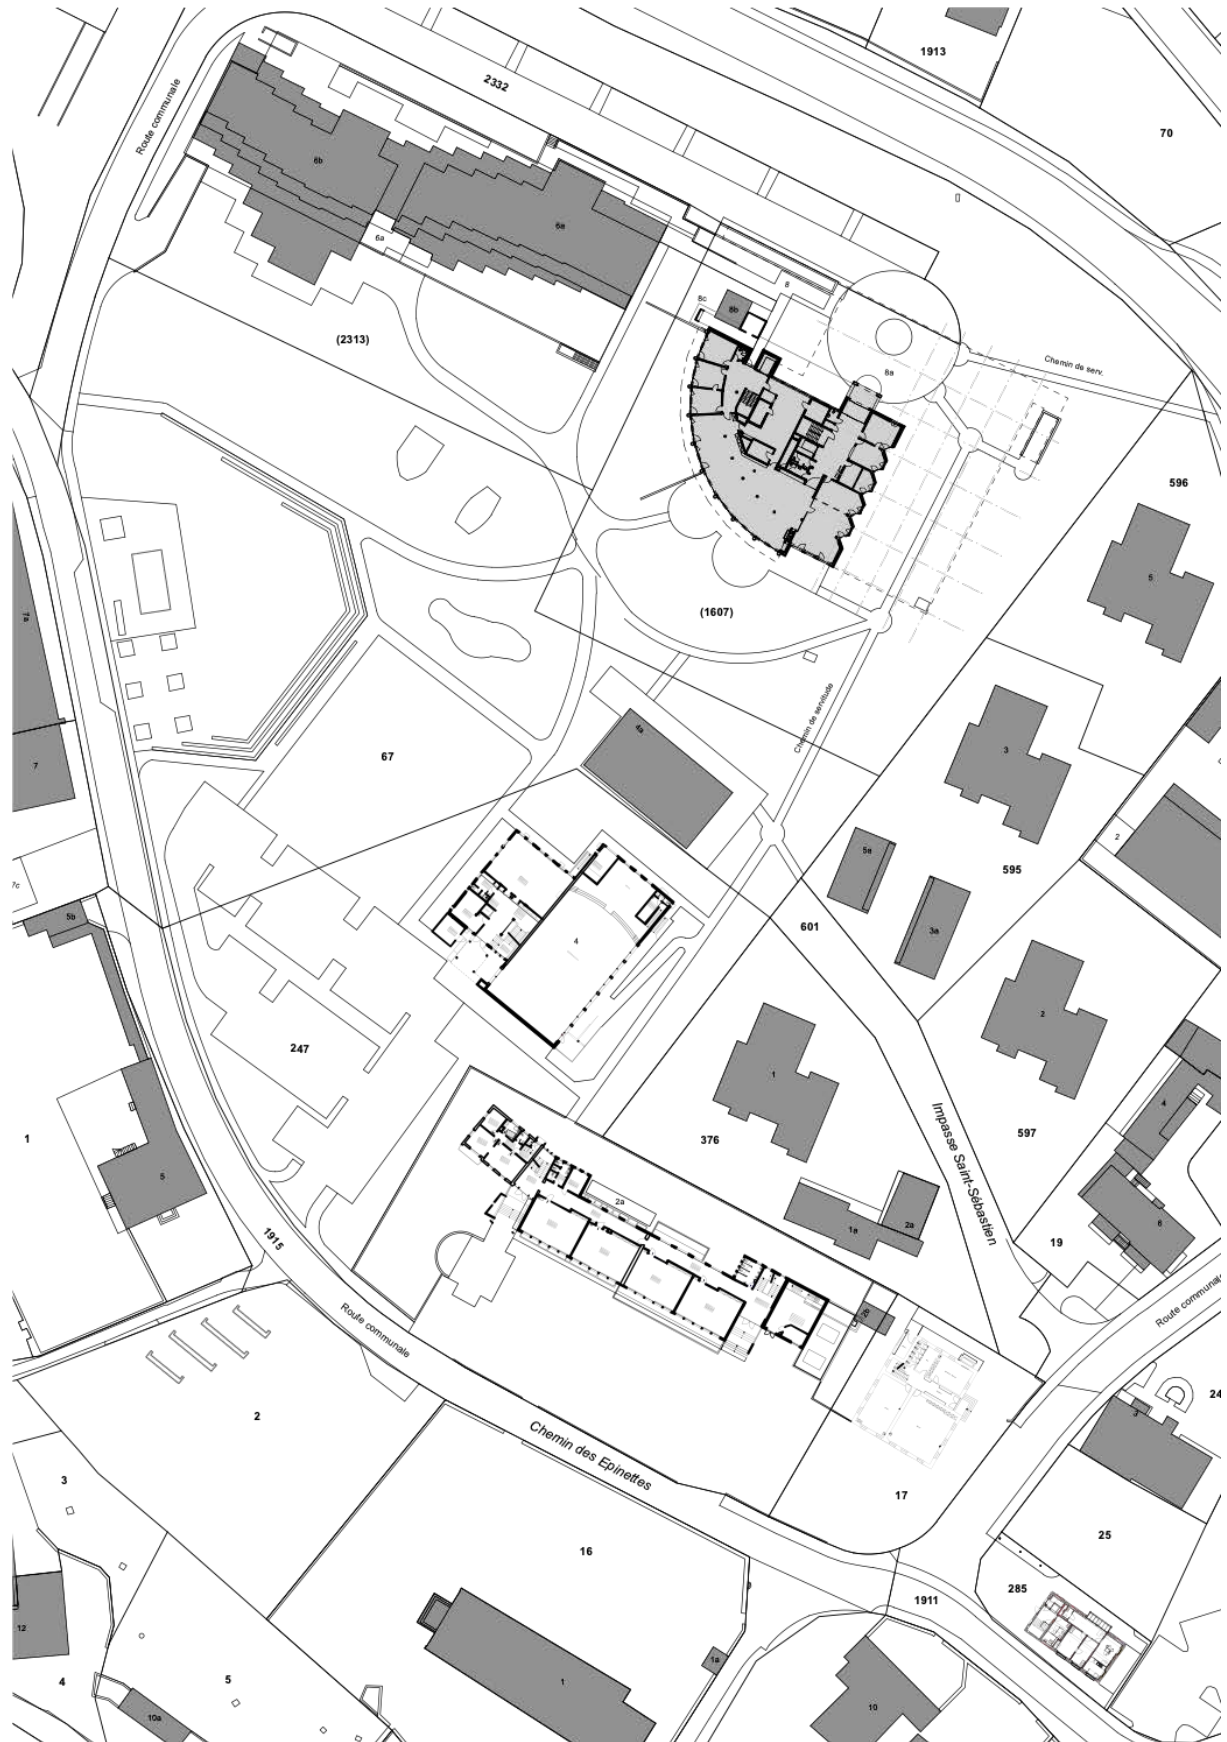 1913
2332
70
Route communale
6b
6a
6a
8
8c
8b
8a
Chemin de serv.
(2313)
596
5
7a
(1607)
3
Chemin de servitude
4a
67
7
2
5a
595
7c
5b
601
3a
4
2
247
1
Impasse Saint-Sébastien
4
376
597
1
5
2a
2a
1a
6
19
1915
Route communale
Route communale
2b
24
3
2
Chemin des Epinettes
3
17
25
16
285
1911
12
1a
4
5
1
10
10a